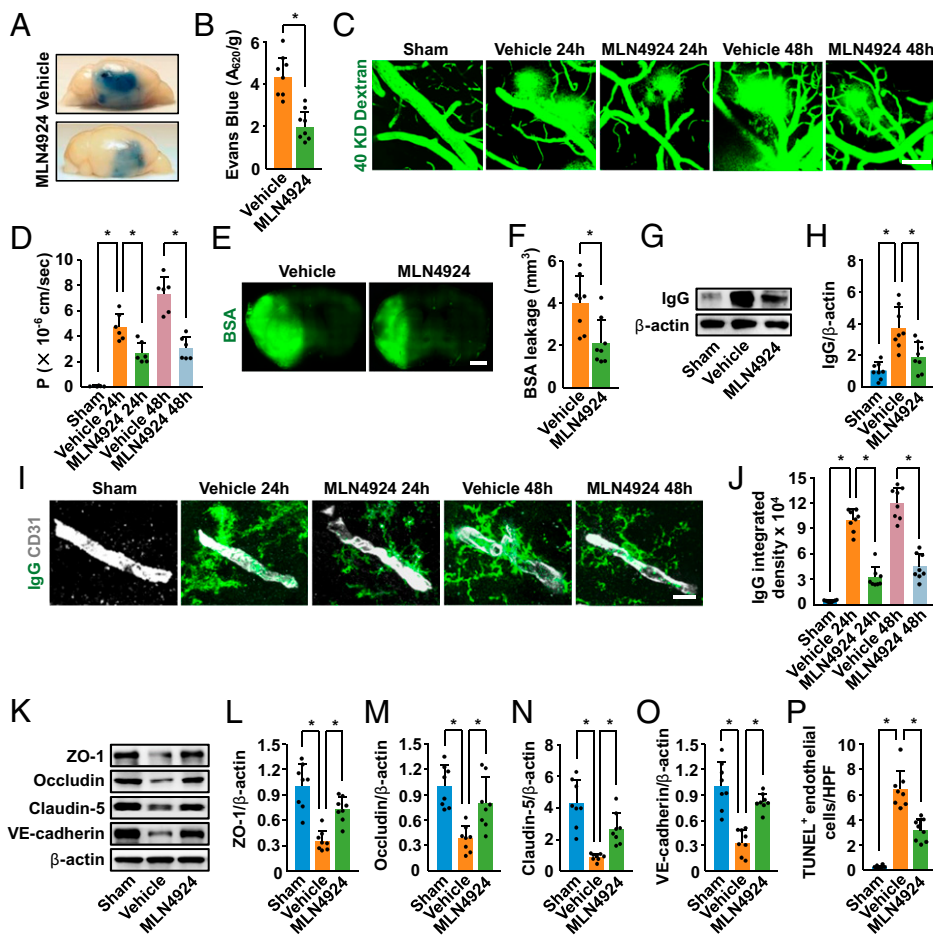 A
Vehicle
MLN4924
B
Evans Blue (A620/g)
6
4
2
0
*
Vehicle
MLN4924
C
40 KD Dextran
Sham
Vehicle 24h
MLN4924 24h
Vehicle 48h
MLN4924 48h
D
P (× 10-6 cm/sec)
10
8
6
4
2
0
* * *
Sham
Vehicle 24h
MLN4924 24h
Vehicle 48h
MLN4924 48h
E
BSA
Vehicle
MLN4924
F
BSA leakage (mm3)
6
4
2
0
*
Vehicle
MLN4924
G
IgG
β-actin
Sham
Vehicle
MLN4924
H
IgG/β-actin
8
6
4
2
0
* *
Sham
Vehicle
MLN4924
I
IgG CD31
Sham
Vehicle 24h
MLN4924 24h
Vehicle 48h
MLN4924 48h
J
IgG integrated
density x 104
15
12
9
6
3
0
* * *
Sham
Vehicle 24h
MLN4924 24h
Vehicle 48h
MLN4924 48h
K
ZO-1
Occludin
Claudin-5
VE-cadherin
β-actin
Sham
Vehicle
MLN4924
L
ZO-1/β-actin
1.5
1.2
0.9
0.6
0.3
0
* *
Sham
Vehicle
MLN4924
M
Occludin/β-actin
1.5
1.2
0.9
0.6
0.3
0
* *
Sham
Vehicle
MLN4924
N
Claudin-5/β-actin
8
6
4
2
0
* *
Sham
Vehicle
MLN4924
O
VE-cadherin/β-actin
1.5
1.2
0.9
0.6
0.3
0
* *
Sham
Vehicle
MLN4924
P
TUNEL+ endothelial
cells/HPF
10
8
6
4
2
0
* *
Sham
Vehicle
MLN4924